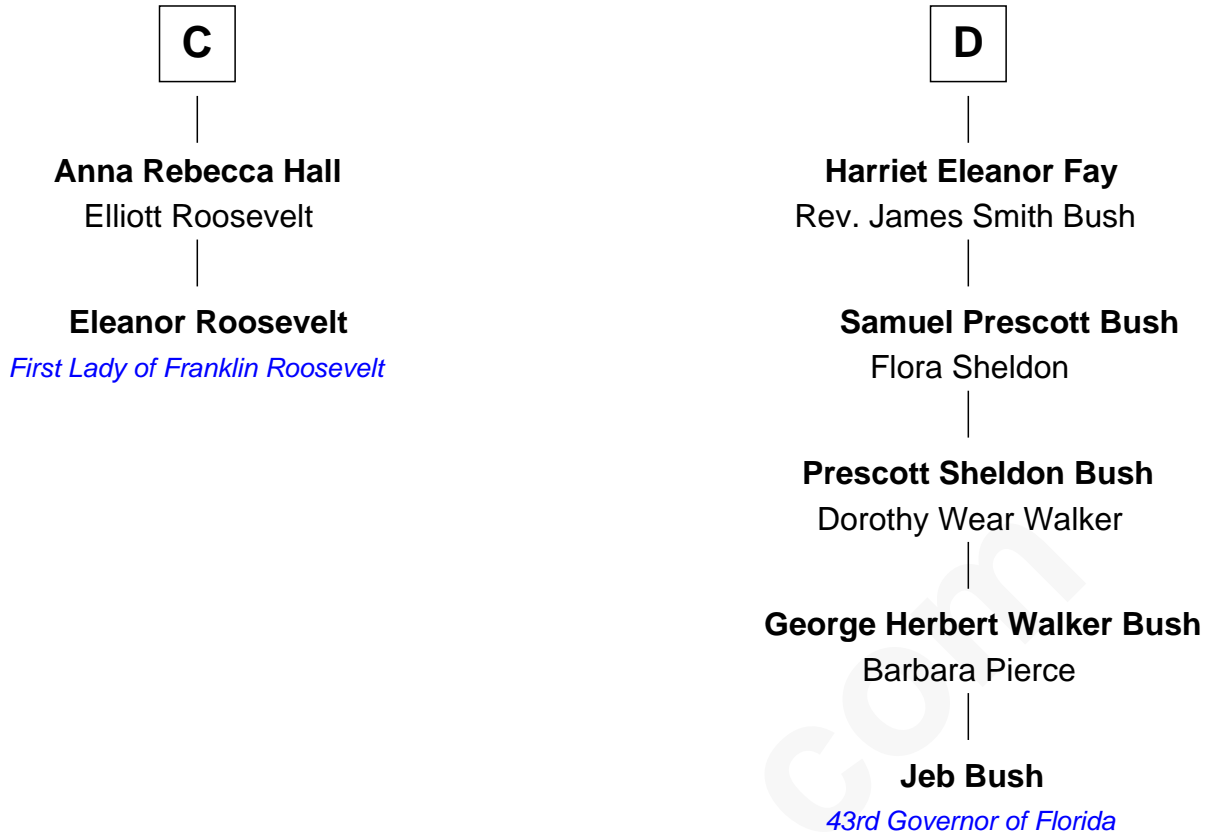 C
Anna Rebecca Hall
Elliott Roosevelt
Eleanor Roosevelt
First Lady of Franklin Roosevelt
D
Harriet Eleanor Fay
Rev. James Smith Bush
Samuel Prescott Bush
Flora Sheldon
Prescott Sheldon Bush
Dorothy Wear Walker
George Herbert Walker Bush
Barbara Pierce
Jeb Bush
43rd Governor of Florida
com